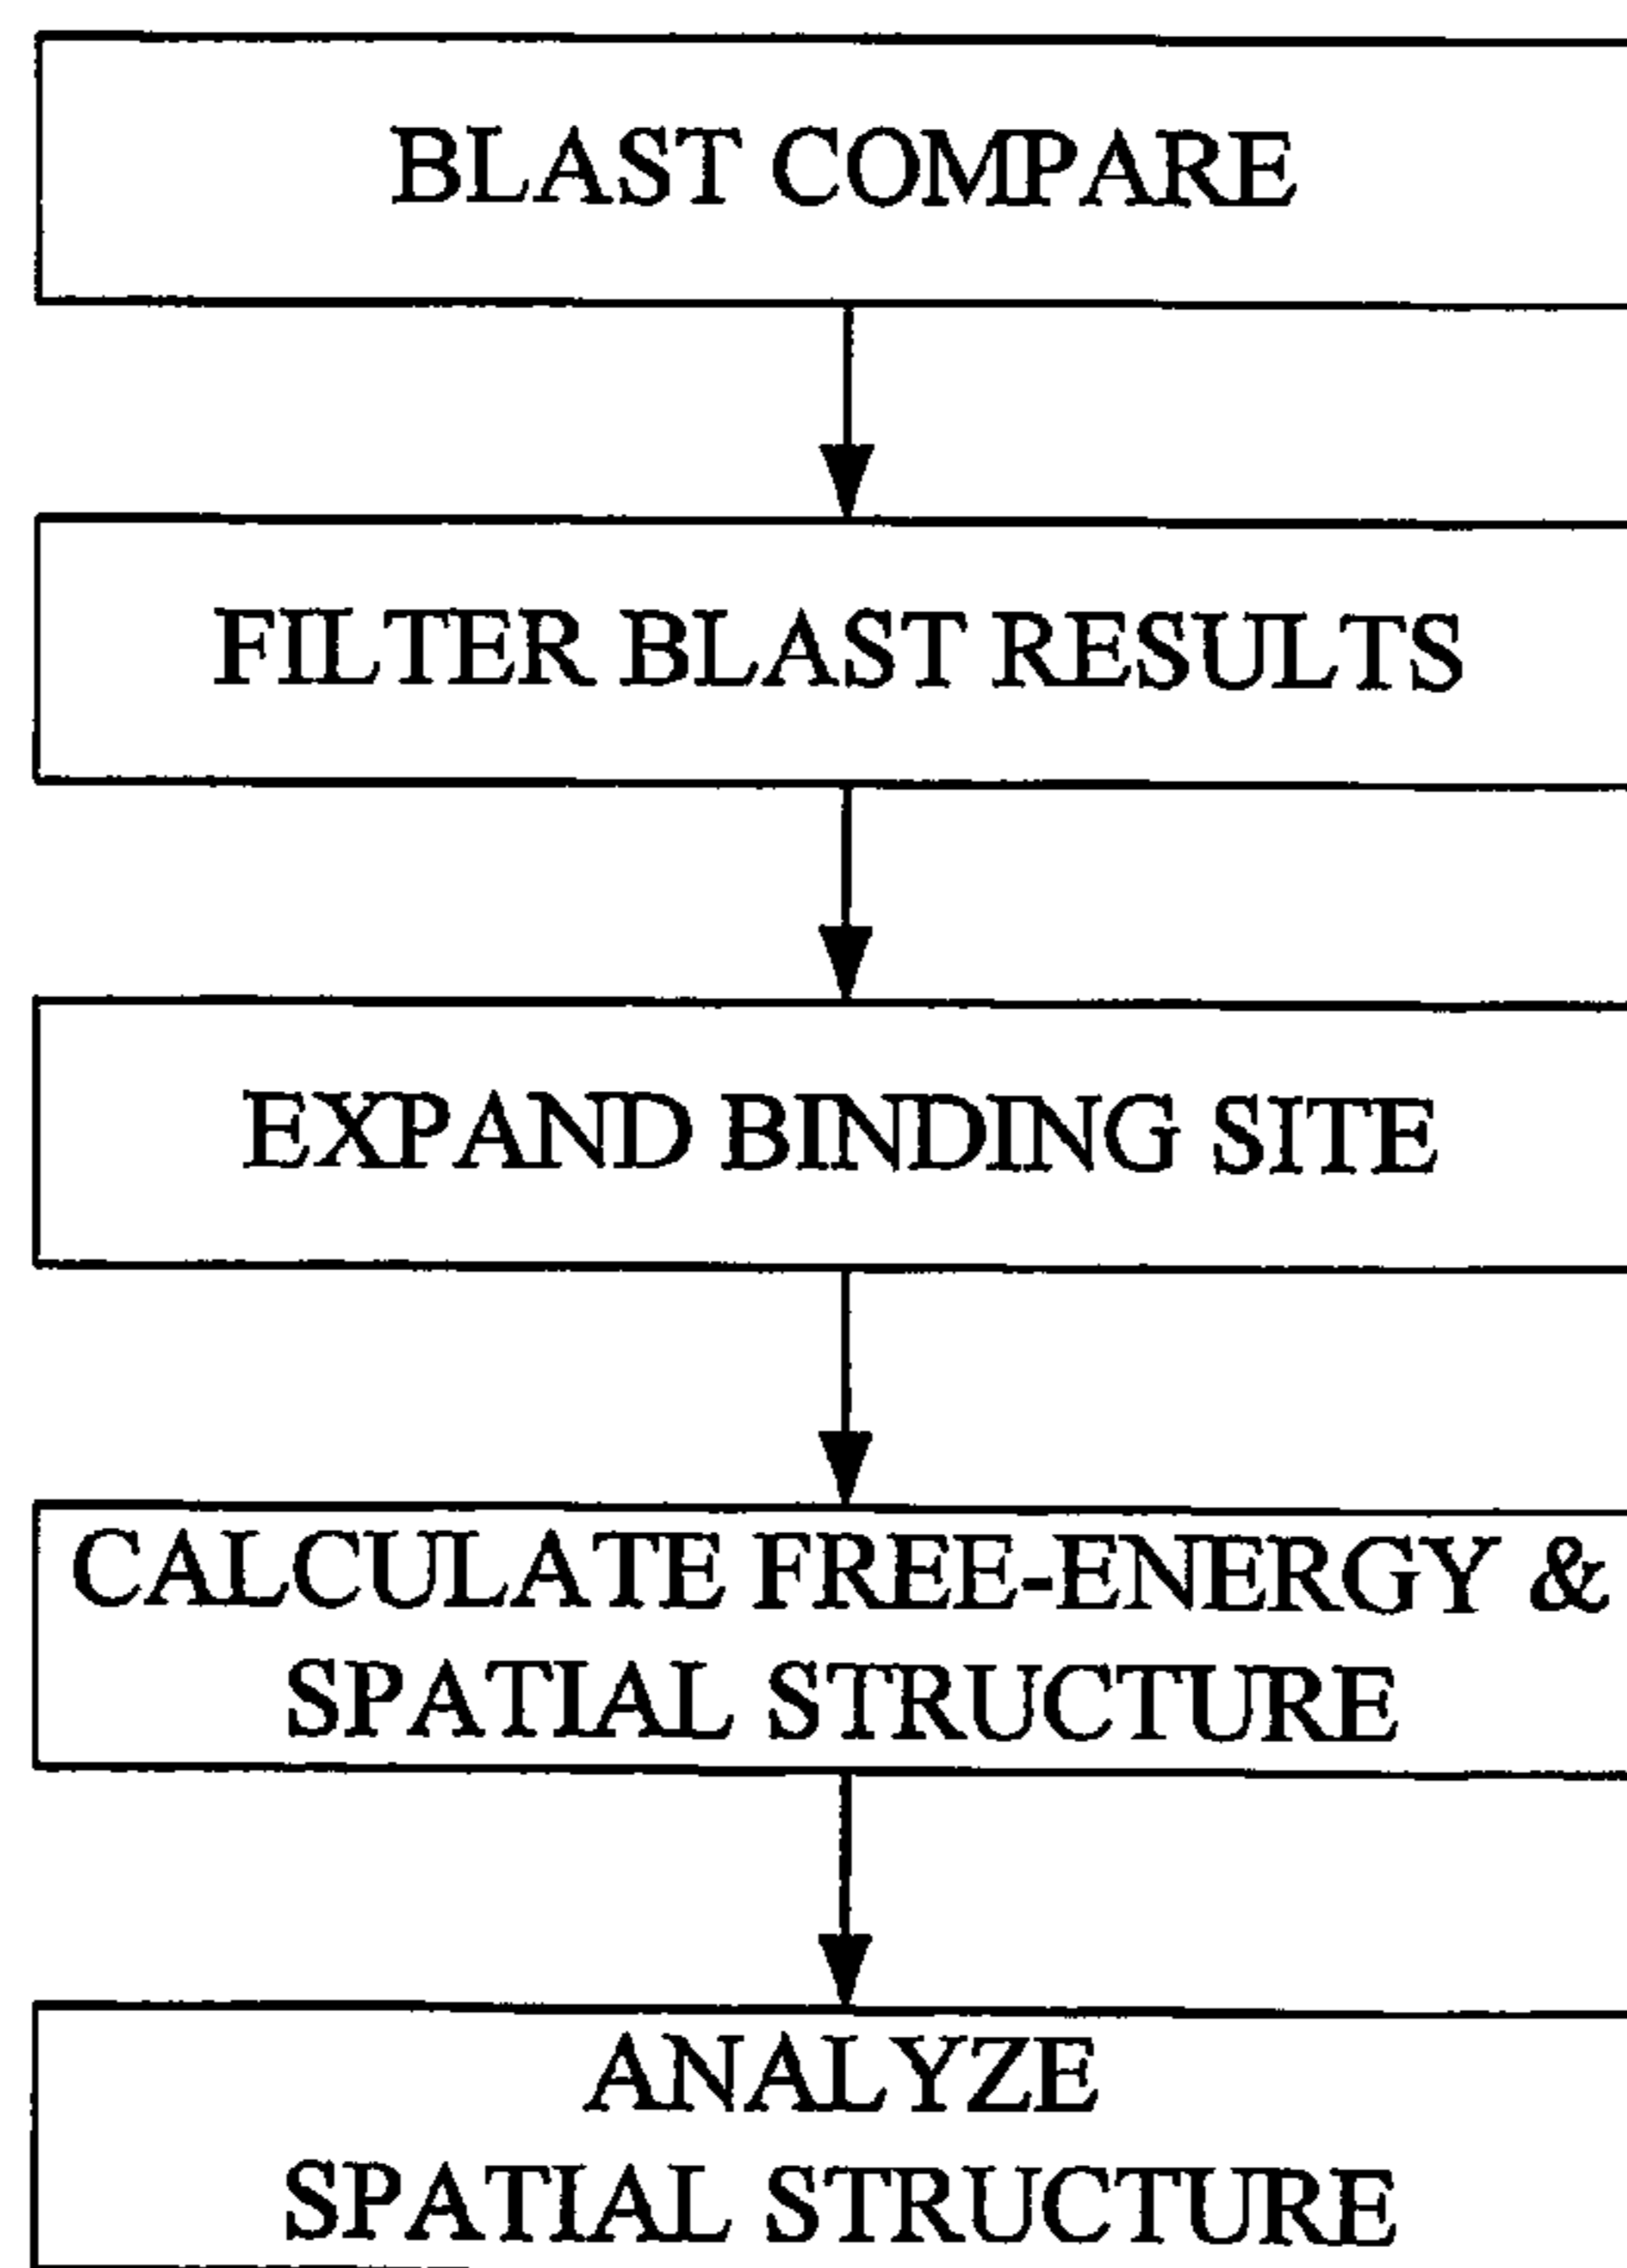 BLAST COMPARE
FILTER BLAST RESULTS
EXPAND BINDING SITE
CALCULATE FREE-ENERGY &
SPATIAL STRUCTURE
ANALYZE
SPATIAL STRUCTURE